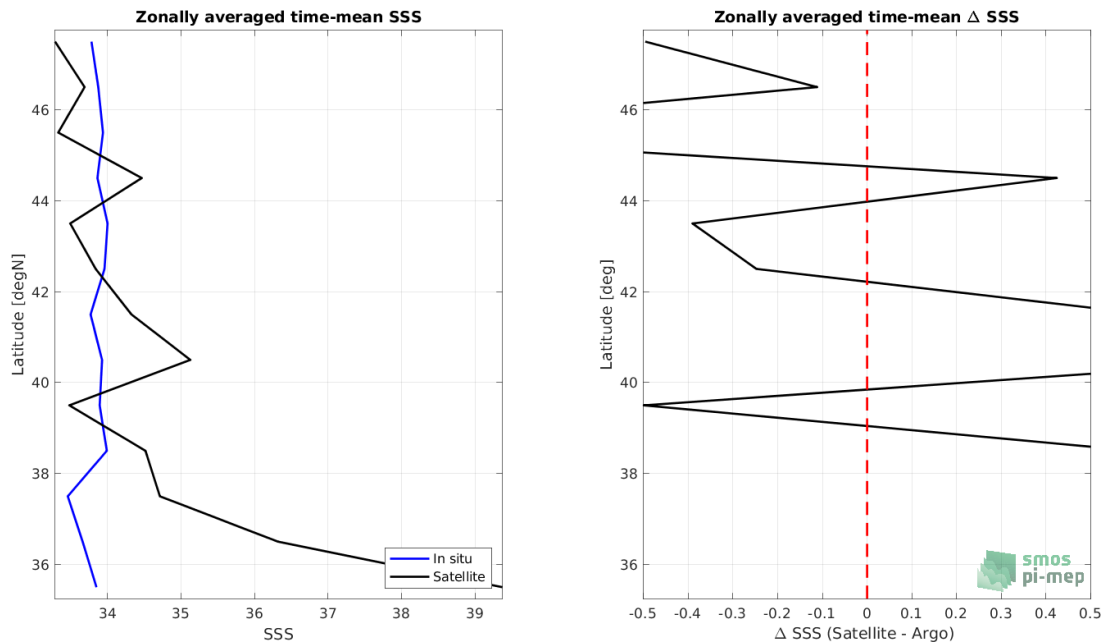 Zonally averaged time-mean SSS
Latitude [degN]
46
44
42
40
38
36
34
35
36
37
38
39
SSS
In situ
Satellite
Zonally averaged time-mean Δ SSS
Latitude [deg]
46
44
42
40
38
36
-0.5
-0.4
-0.3
-0.2
-0.1
0
0.1
0.2
0.3
0.4
0.5
Δ SSS (Satellite - Argo)
smos
pi-mep